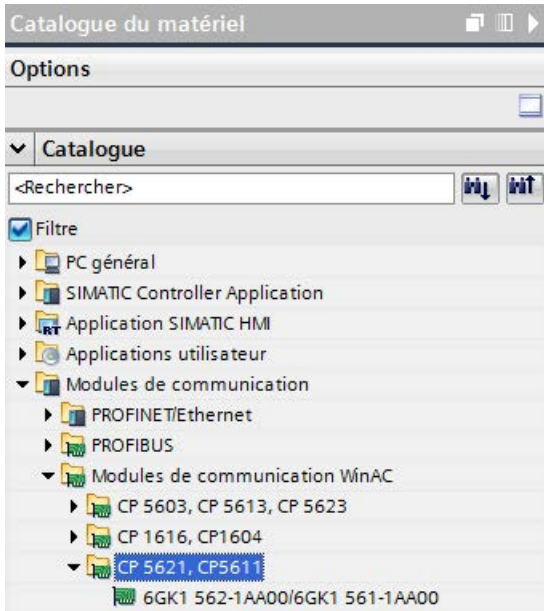 Catalogue du matériel
Options
Catalogue
<Rechercher>
Filtre
PC général
SIMATIC Controller Application
RT Application SIMATIC HMI
Applications utilisateur
Modules de communication
PROFINET/Ethernet
PROFIBUS
Modules de communication WinAC
CP 5603, CP 5613, CP 5623
CP 1616, CP1604
CP 5621, CP5611
6GK1 562-1AA00/6GK1 561-1AA00